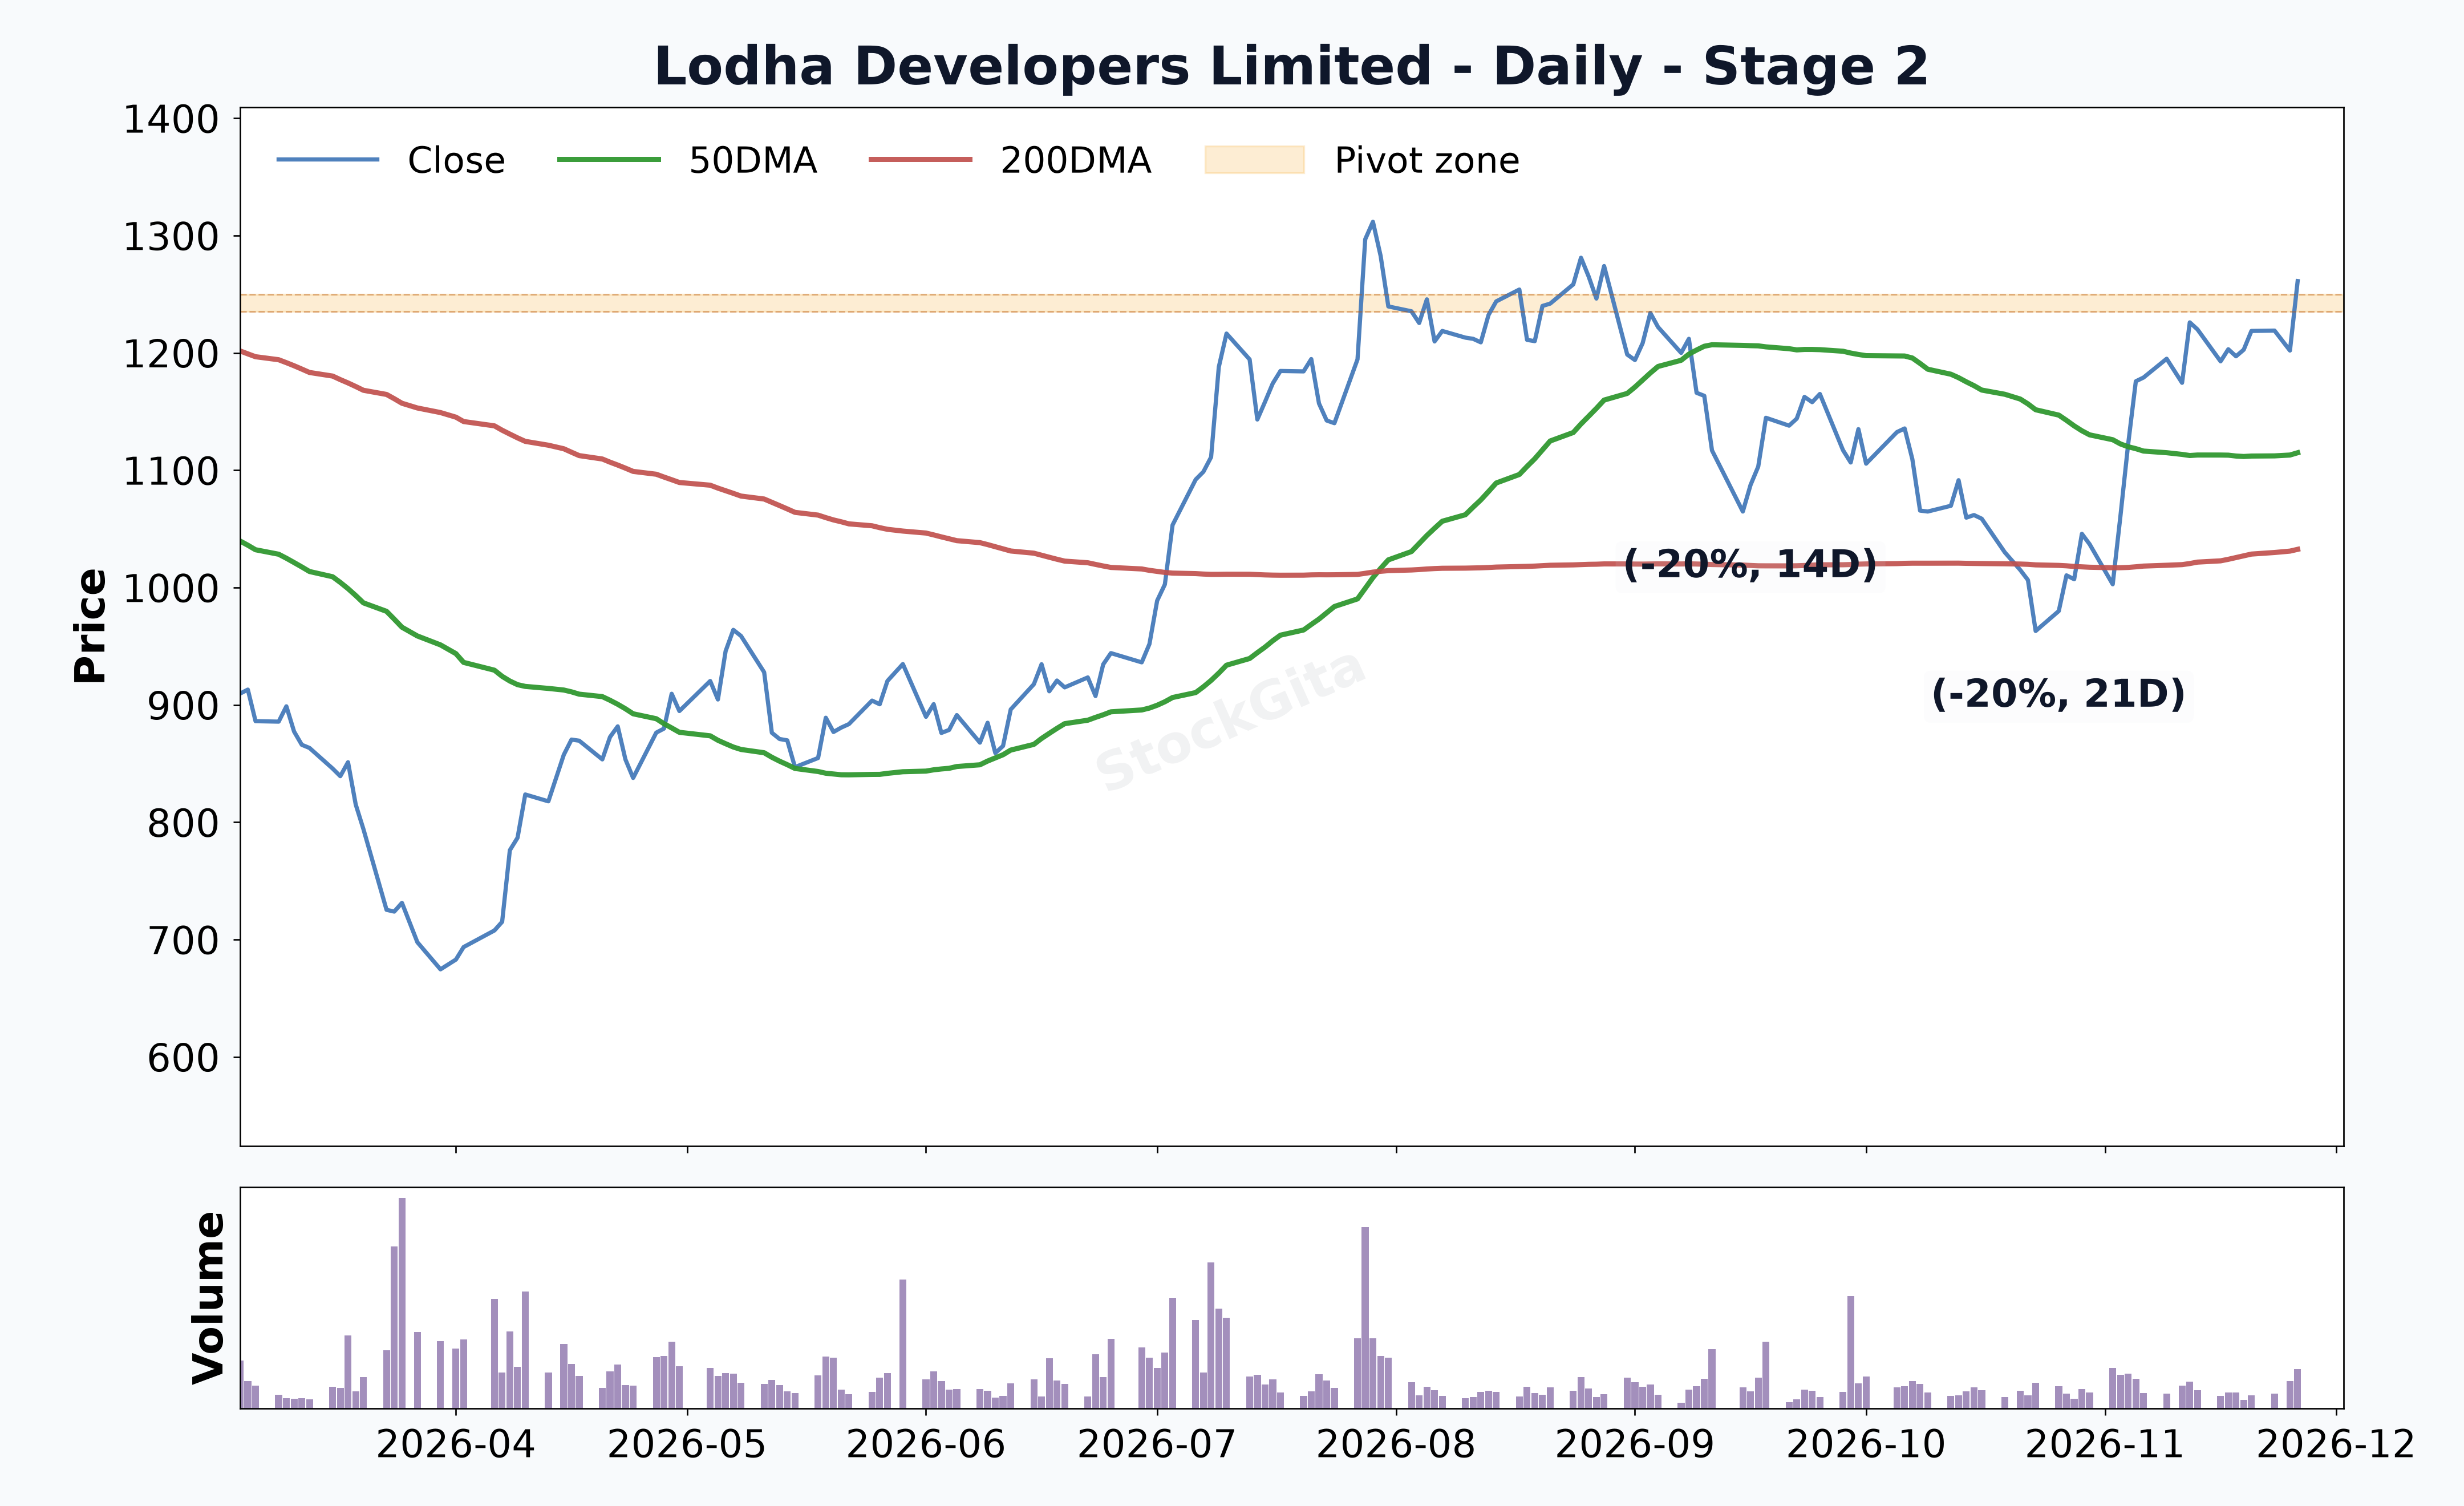 Lodha Developers Limited - Daily - Stage 2
Close 50DMA 200DMA Pivot zone
1400
1300
1200
1100
1000
900
800
700
600
Price
(-20%, 14D)
(-20%, 21D)
StockGita
Volume
2026-04 2026-05 2026-06 2026-07 2026-08 2026-09 2026-10 2026-11 2026-12